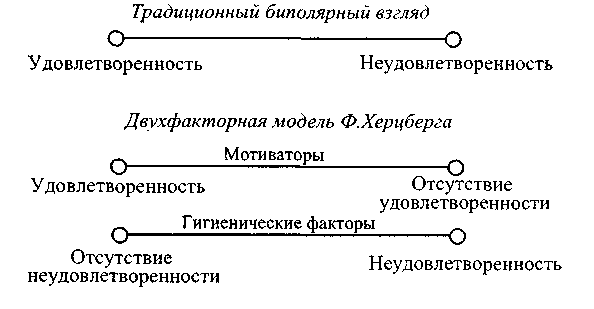 Традиционный биполярный взгляд
Удовлетворенность Неудовлетворенность
Двухфакторная модель Ф.Херцберга
Мотиваторы
Удовлетворенность Отсутствие
удовлетворенности
Гигиенические факторы
Отсутствие Неудовлетворенность
неудовлетворенности